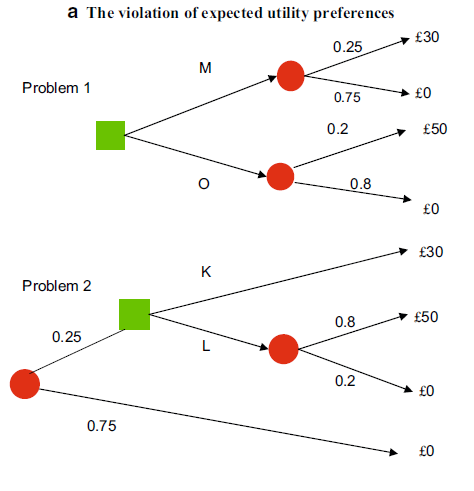 a The violation of expected utility preferences
£30
0.25
M
Problem 1
£0
0.75
0.2
£50
O
0.8
£0
£30
K
Problem 2
0.8
£50
0.25
L
0.2
£0
0.75
£0